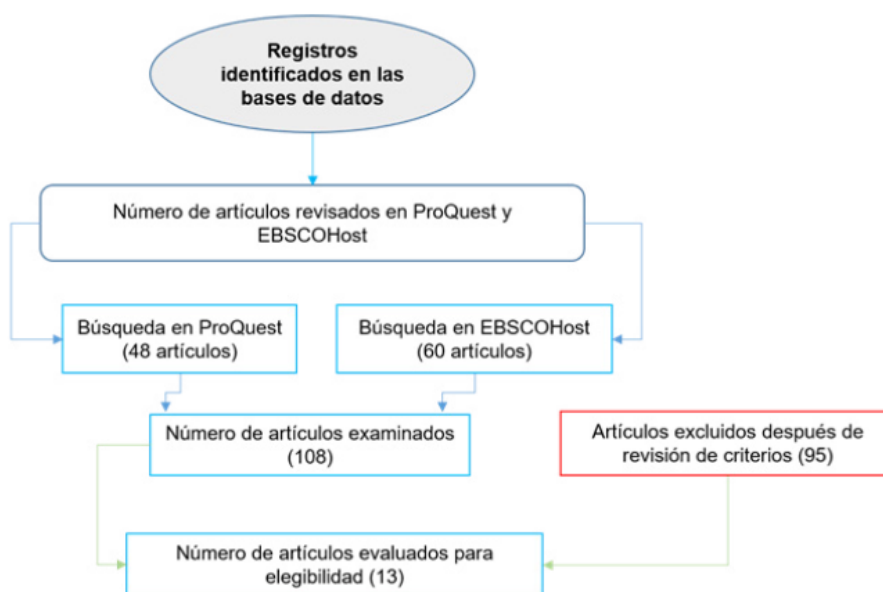 Registros
identificados en las
bases de datos
Número de artículos revisados en ProQuest y
EBSCOHost
Búsqueda en ProQuest
(48 artículos)
Búsqueda en EBSCOHost
(60 artículos)
Número de artículos examinados
(108)
Artículos excluidos después de
revisión de criterios (95)
Número de artículos evaluados para
elegibilidad (13)